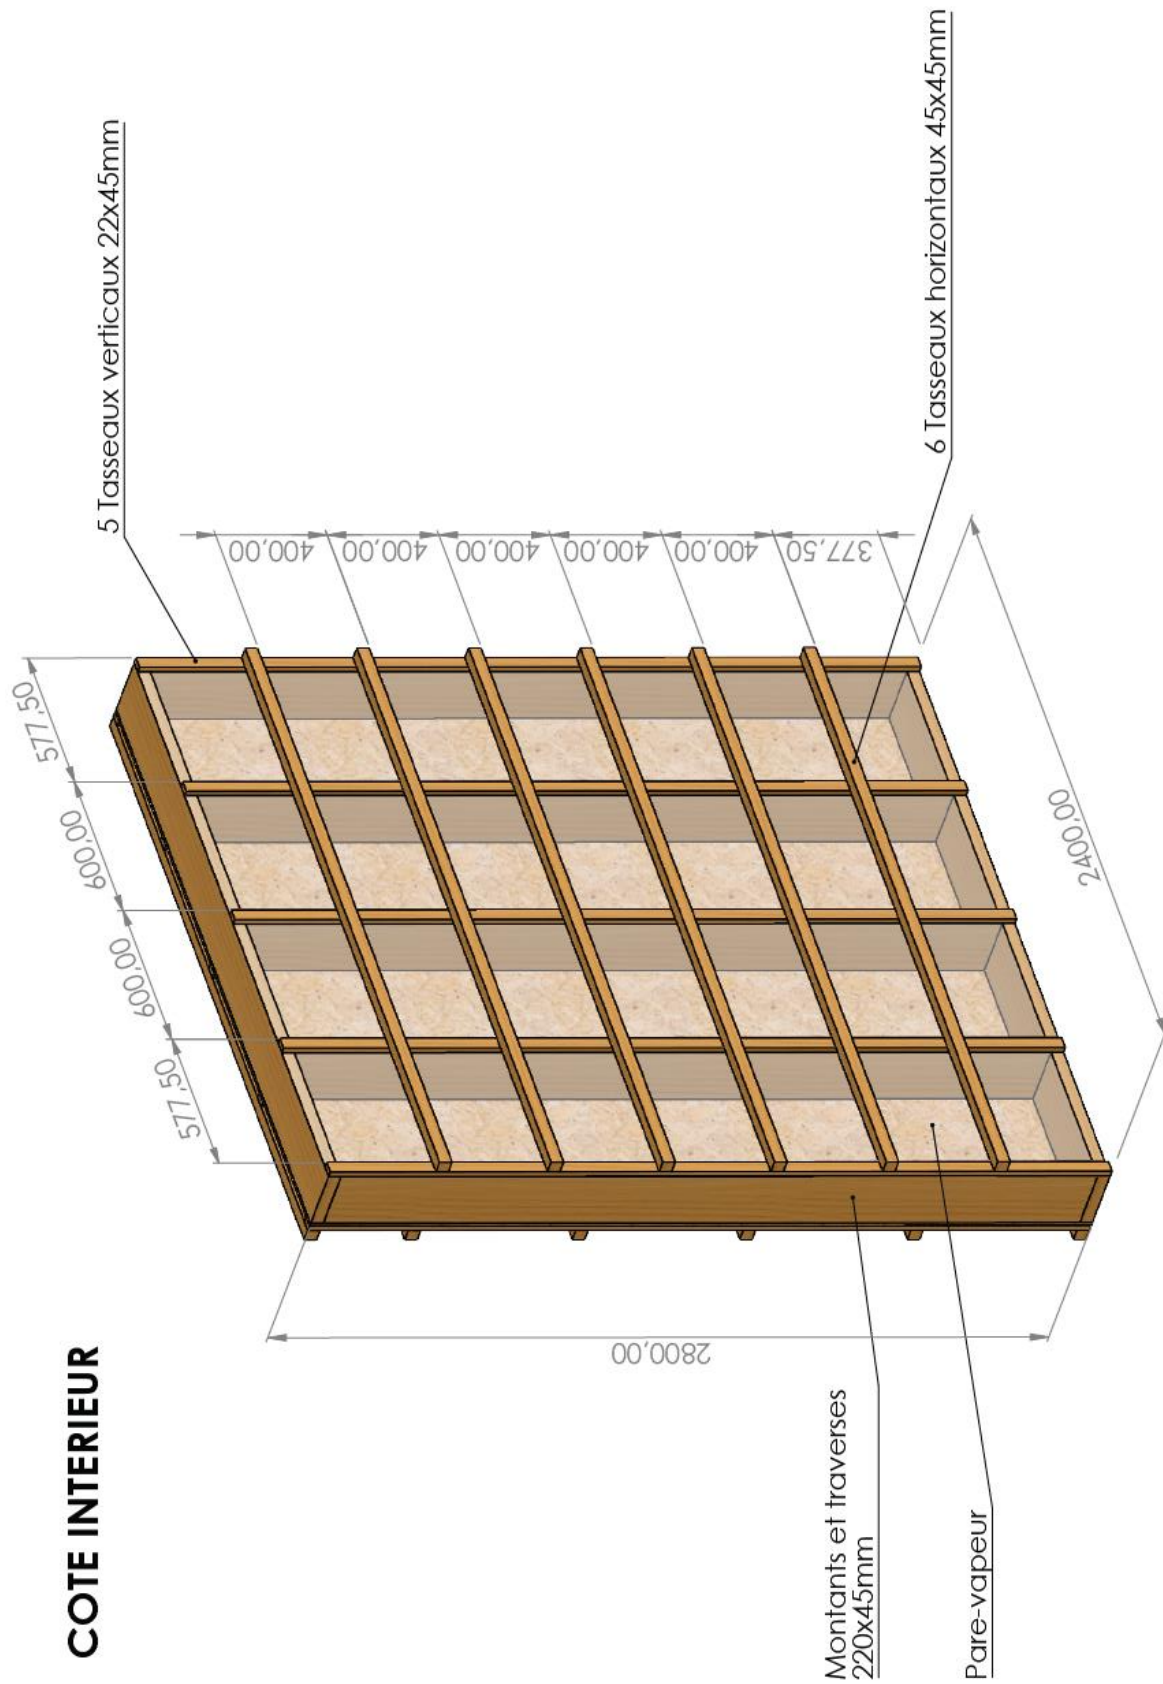 COTE INTERIEUR
5 Tasseaux verticaux 22x45mm
577,50
600,00
600,00
577,50
400,00
400,00
400,00
400,00
400,00
377,50
2800,00
2400,00
6 Tasseaux horizontaux 45x45mm
Montants et traverses
220x45mm
Pare-vapeur